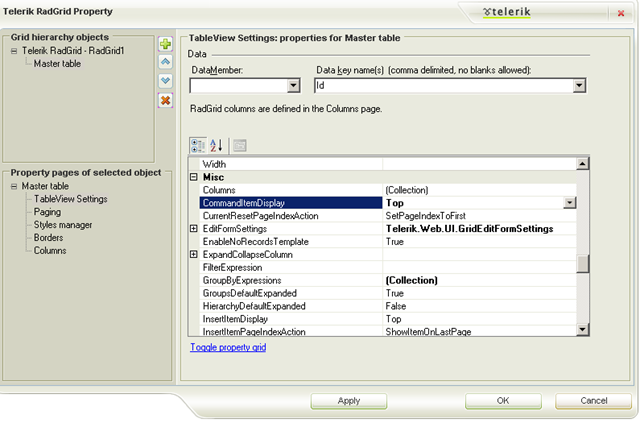 Telerik RadGrid Property
telerik
Grid hierarchy objects
Telerik RadGrid - RadGrid1
Master table
Property pages of selected object
Master table
TableView Settings
Paging
Styles manager
Borders
Columns
TableView Settings: properties for Master table
Data
DataMember:
Data key name(s) (comma delimited, no blanks allowed):
Id
RadGrid columns are defined in the Columns page.
Width
Misc
Columns (Collection)
CommandItemDisplay Top
CurrentResetPageIndexAction SetPageIndexToFirst
EditFormSettings Telerik.Web.UI.GridEditFormSettings
EnableNoRecordsTemplate True
ExpandCollapseColumn
FilterExpression
GroupByExpressions (Collection)
GroupsDefaultExpanded True
HierarchyDefaultExpanded False
InsertItemDisplay Top
InsertItemPageIndexAction ShowItemOnLastPage
Toggle property grid
Apply OK Cancel